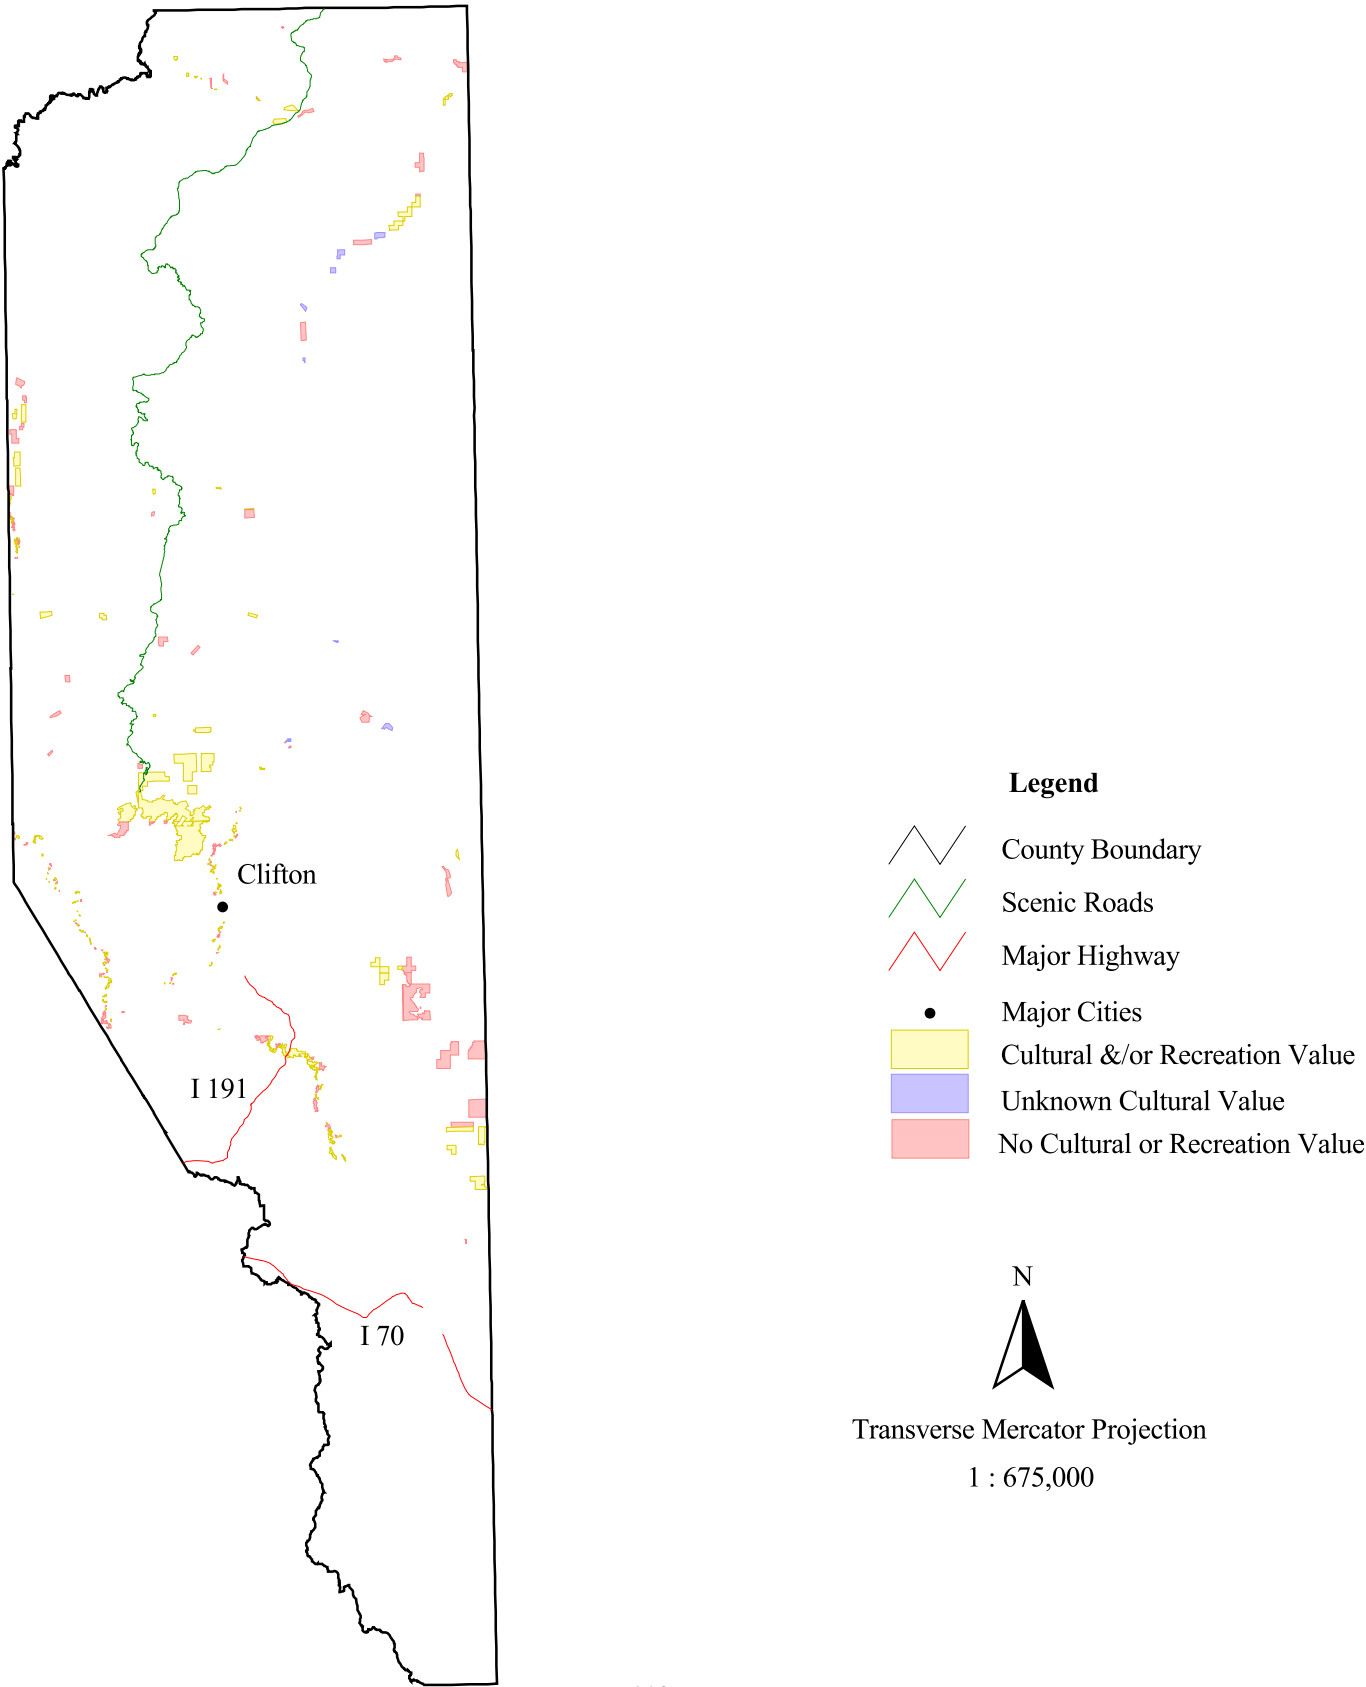 Clifton
I 191
I 70
Legend
County Boundary
Scenic Roads
Major Highway
Major Cities
Cultural &/or Recreation Value
Unknown Cultural Value
No Cultural or Recreation Value
N
Transverse Mercator Projection
1 : 675,000